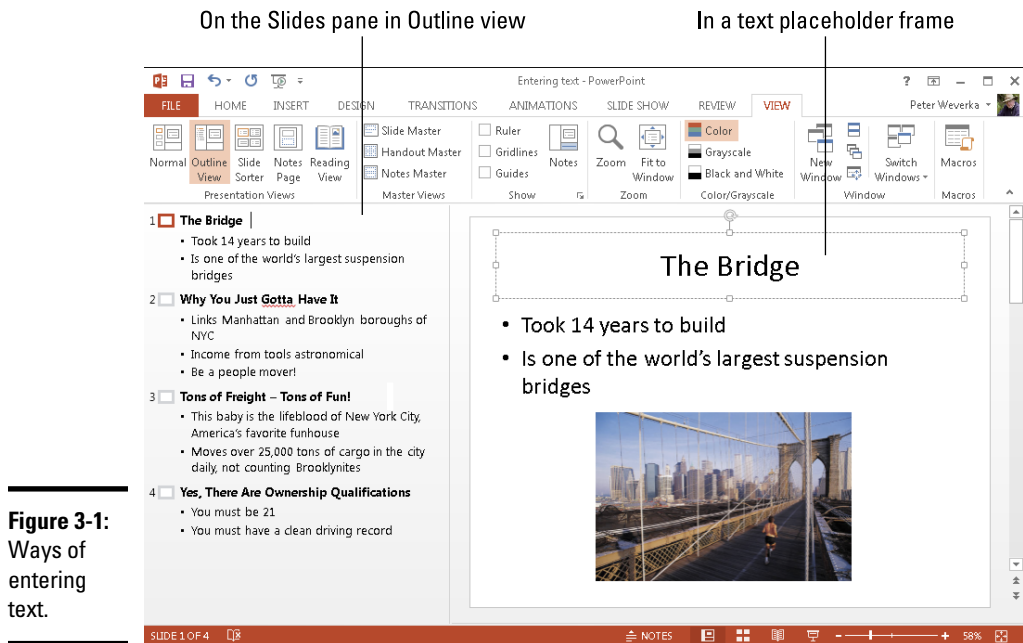 On the Slides pane in Outline view
In a text placeholder frame
Entering text - PowerPoint
?
FILE HOME INSERT DESIGN TRANSITIONS ANIMATIONS SLIDE SHOW REVIEW VIEW Peter Weverka
Normal
Outline View
Slide Sorter
Notes Page
Reading View
Presentation Views
Slide Master
Handout Master
Notes Master
Master Views
Ruler
Gridlines
Guides
Notes
Show
Zoom
Fit to Window
Zoom
Color
Grayscale
Black and White
Color/Grayscale
New Window
Switch Windows
Window
Macros
Macros
1 The Bridge
• Took 14 years to build
• Is one of the world's largest suspension
bridges
2 Why You Just Gotta Have It
• Links Manhattan and Brooklyn boroughs of
NYC
• Income from tools astronomical
• Be a people mover!
3 Tons of Freight – Tons of Fun!
• This baby is the lifeblood of New York City,
America's favorite funhouse
• Moves over 25,000 tons of cargo in the city
daily, not counting Brooklynites
4 Yes, There Are Ownership Qualifications
• You must be 21
• You must have a clean driving record
The Bridge
• Took 14 years to build
• Is one of the world's largest suspension
bridges
SLIDE 1 OF 4
NOTES
58%
Figure 3-1:
Ways of
entering
text.